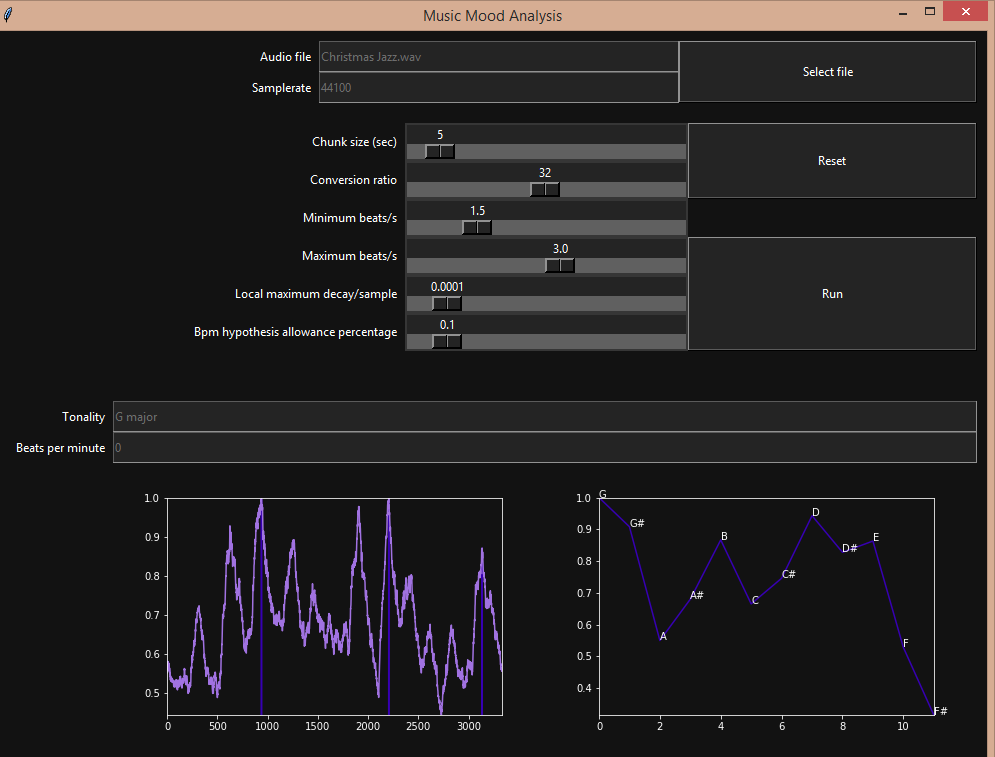 Music Mood Analysis
Audio file Christmas Jazz.wav
Select file
Samplerate 44100
Chunk size (sec) 5
Reset
Conversion ratio 32
Minimum beats/s 1.5
Maximum beats/s 3.0
Run
Local maximum decay/sample 0.0001
Bpm hypothesis allowance percentage 0.1
Tonality G major
Beats per minute 0
1.0
0.9
0.8
0.7
0.6
0.5
0 500 1000 1500 2000 2500 3000
1.0
0.9
0.8
0.7
0.6
0.5
0.4
G
G#
A
A#
B
C
C#
D
D#
E
F
F#
0 2 4 6 8 10